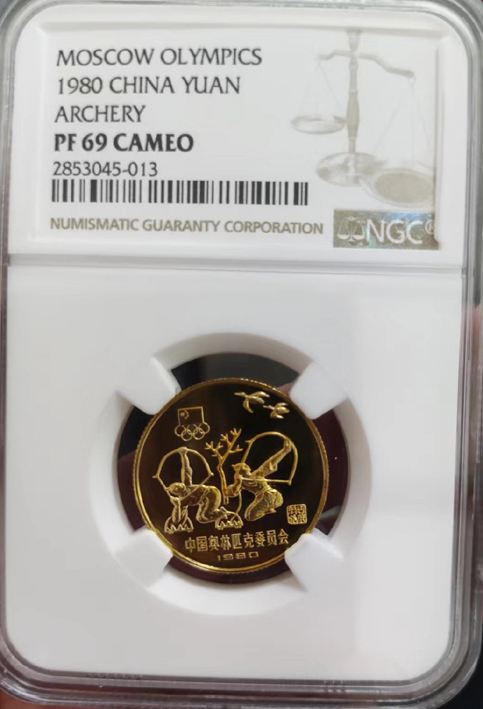 MOSCOW OLYMPICS
1980 CHINA YUAN
ARCHERY
PF 69 CAMEO
2853045-013
NUMISMATIC GUARANTY CORPORATION
NGC
中国奥林匹克委员会
1980